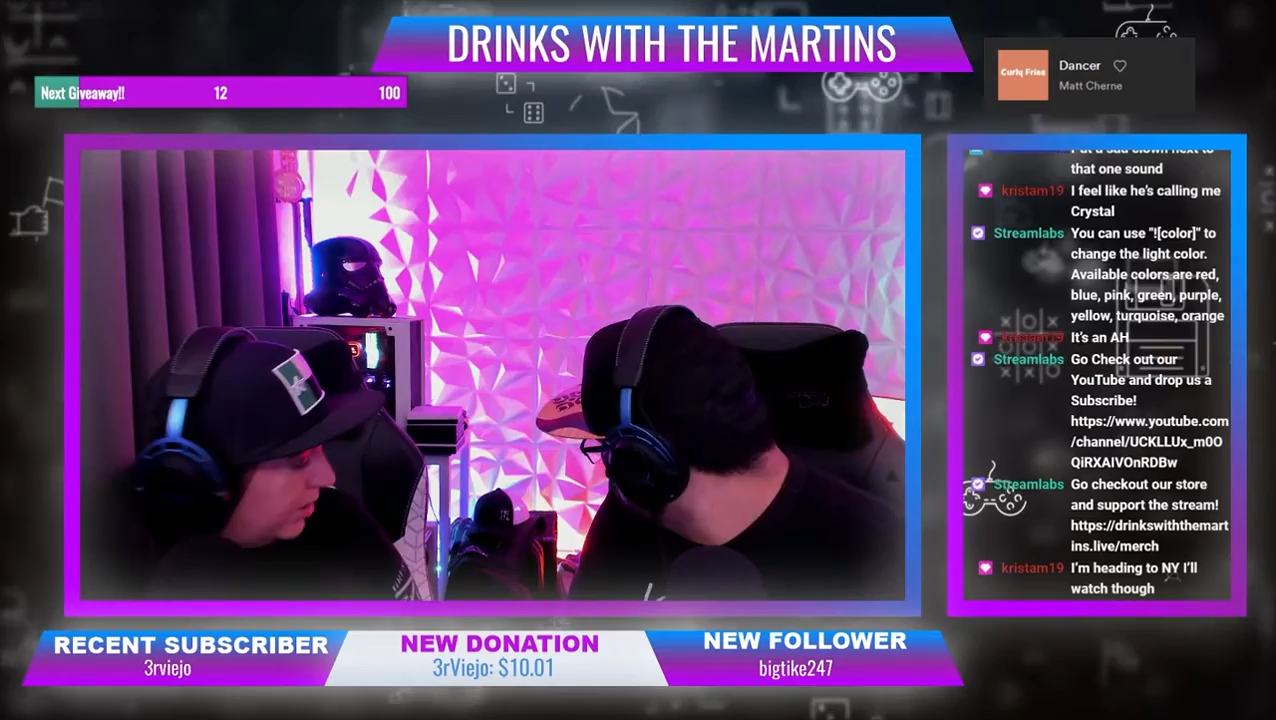 DRINKS WITH THE MARTINS
Next Giveaway!! 12 100
Curly Fries
Dancer
Matt Cherne
that one sound
kristam19 I feel like he's calling me
Crystal
Streamlabs You can use "![color]" to
change the light color.
Available colors are red,
blue, pink, green, purple,
yellow, turquoise, orange
kristam19 It's an AH
Streamlabs Go Check out our
YouTube and drop us a
Subscribe!
https://www.youtube.com
/channel/UCKLLUx_m0O
QiRXAIVOnRDBw
Streamlabs Go checkout our store
and support the stream!
https://drinkswiththemart
ins.live/merch
kristam19 I'm heading to NY I'll
watch though
RECENT SUBSCRIBER
3rviejo
NEW DONATION
3rViejo: $10.01
NEW FOLLOWER
bigtike247